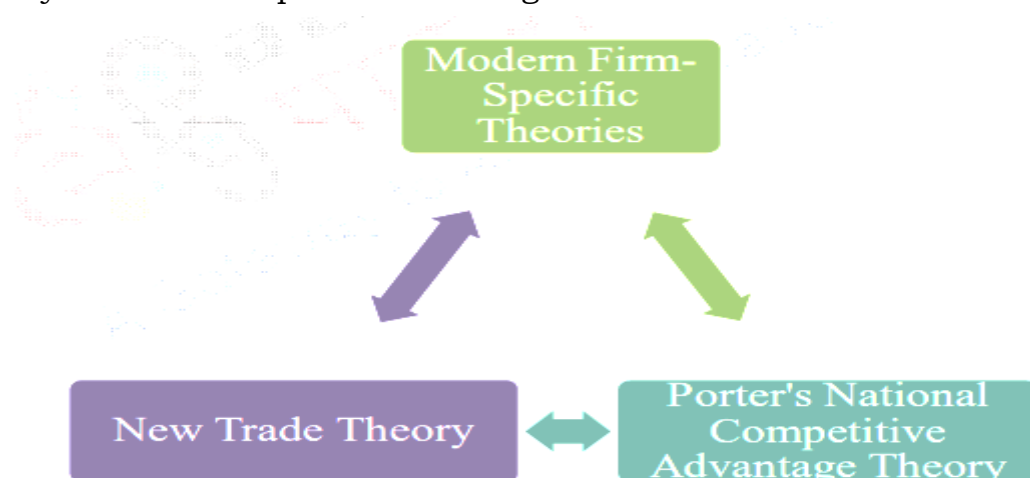 Modern Firm-
Specific
Theories
New Trade Theory
Porter's National
Competitive
Advantage Theory